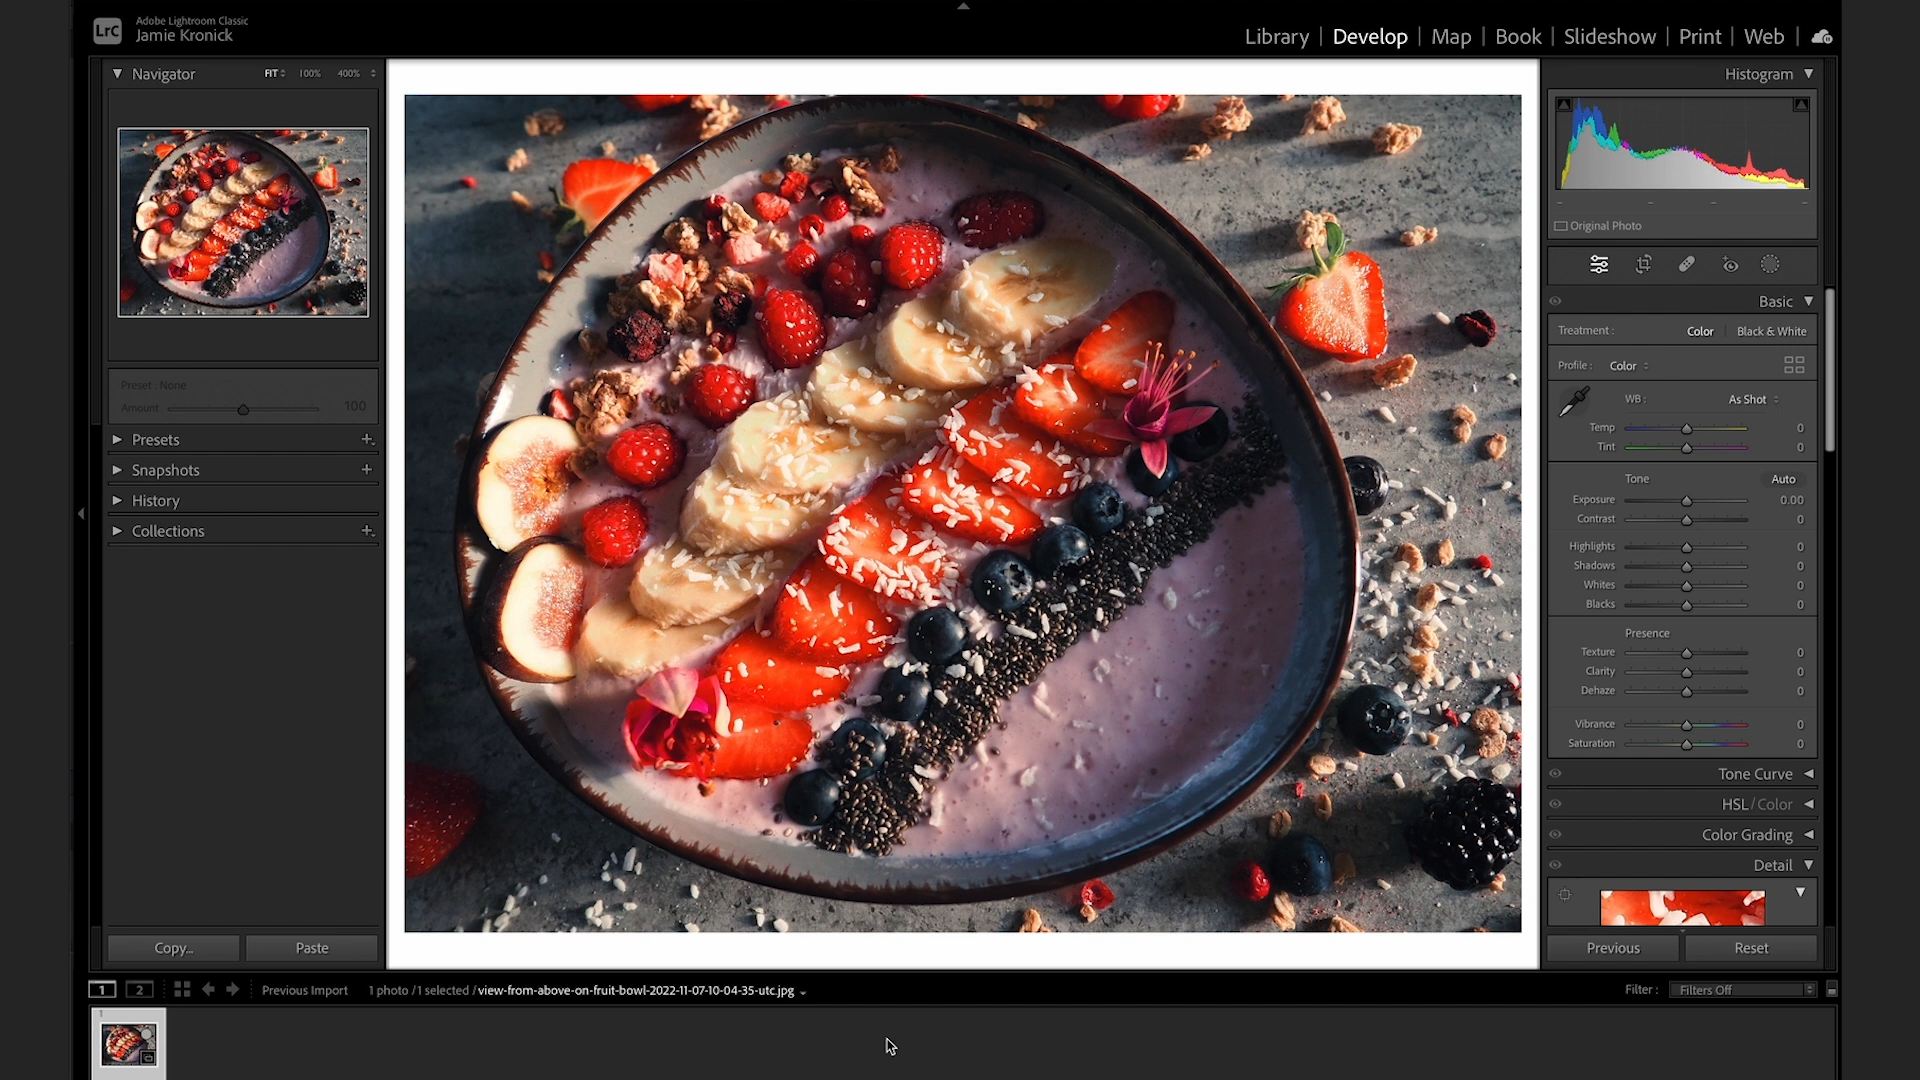 LrC
Adobe Lightroom Classic
Jamie Kronick
Library | Develop | Map | Book | Slideshow | Print | Web |
Navigator FIT 100% 400%
Preset : None
Amount 100
Presets
Snapshots
History
Collections
Copy... Paste
Histogram
Original Photo
Basic
Treatment : Color Black & White
Profile : Color
WB : As Shot
Temp 0
Tint 0
Tone Auto
Exposure 0.00
Contrast 0
Highlights 0
Shadows 0
Whites 0
Blacks 0
Presence
Texture 0
Clarity 0
Dehaze 0
Vibrance 0
Saturation 0
Tone Curve
HSL / Color
Color Grading
Detail
Previous Reset
1 2 Previous Import 1 photo / 1 selected / view-from-above-on-fruit-bowl-2022-11-07-10-04-35-utc.jpg Filter : Filters Off
1